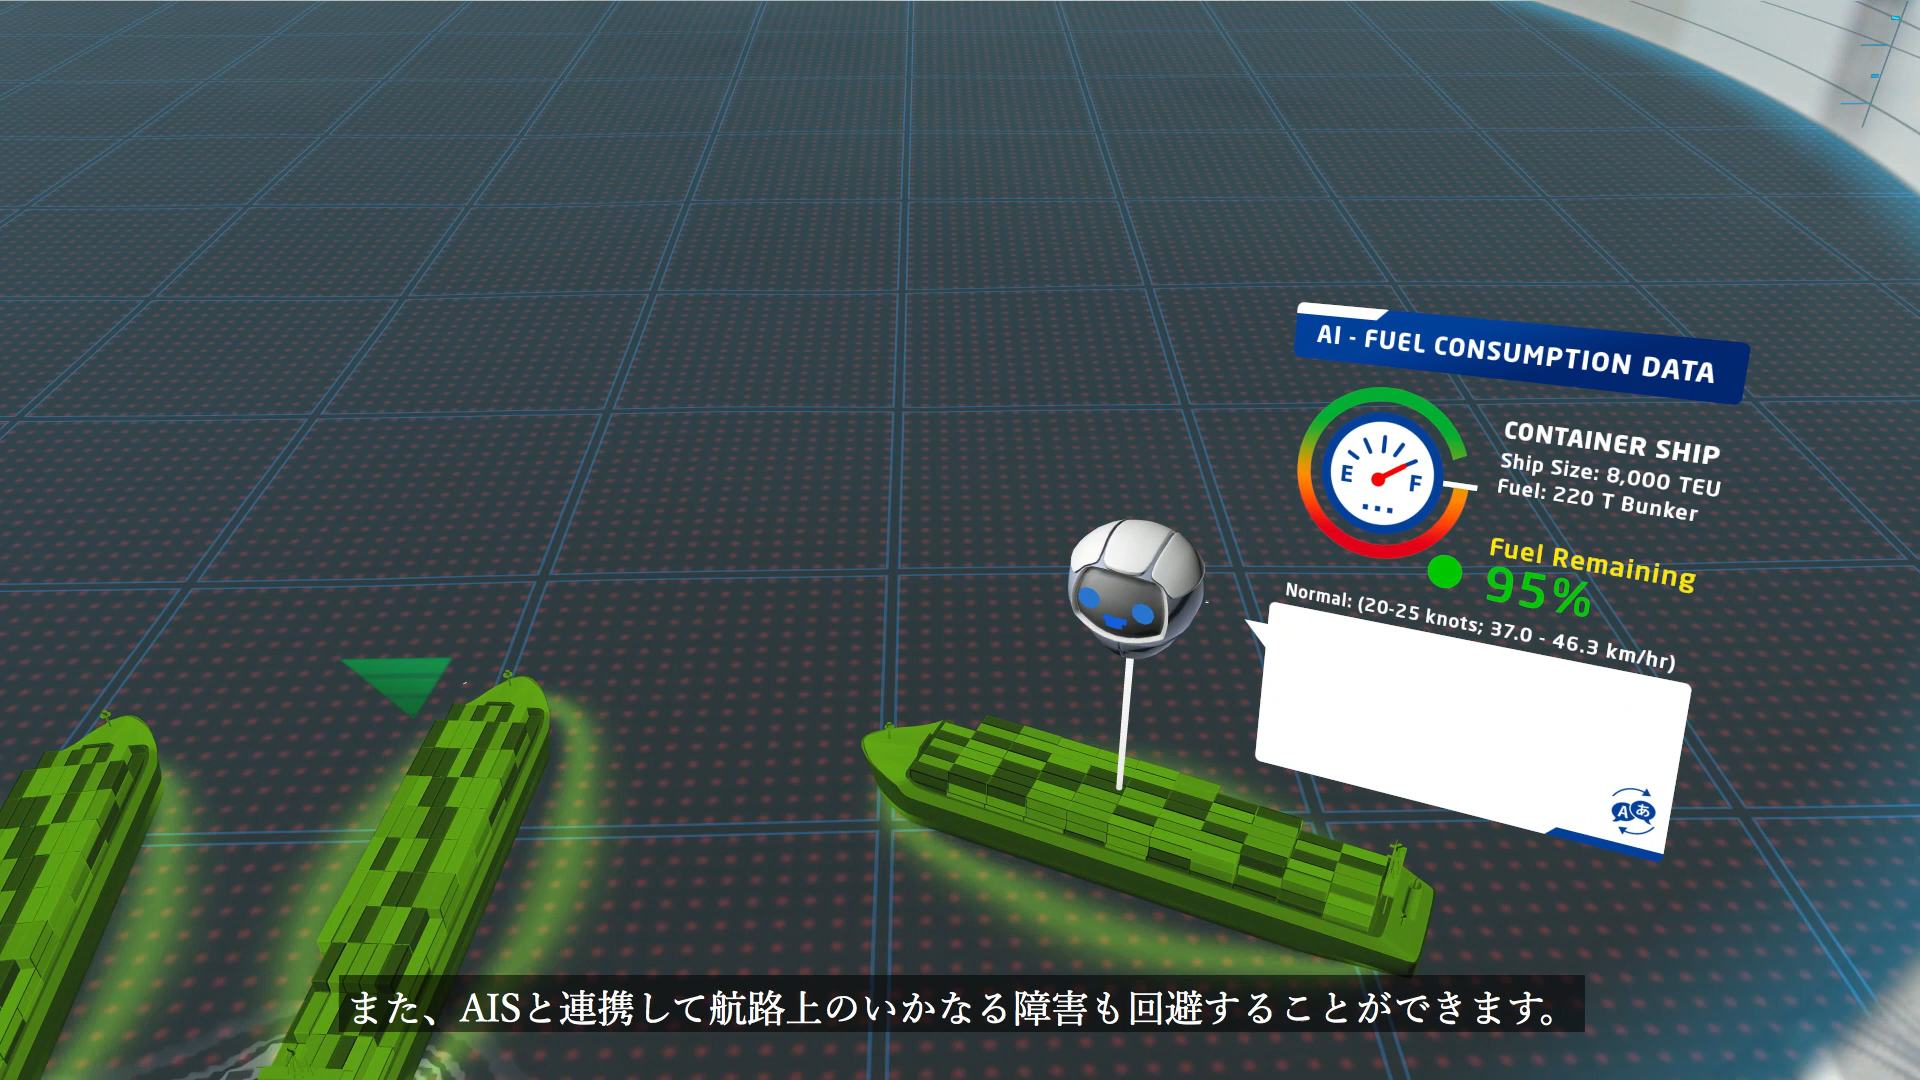 AI - FUEL CONSUMPTION DATA
E F
CONTAINER SHIP
Ship Size: 8,000 TEU
Fuel: 220 T Bunker
Fuel Remaining
95%
Normal: (20-25 knots; 37.0 - 46.3 km/hr)
A あ
また、AISと連携して航路上のいかなる障害も回避することができます。